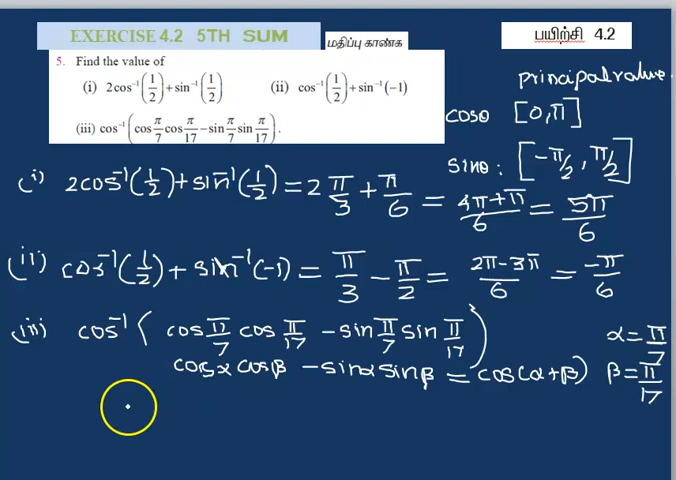 EXERCISE 4.2 5TH SUM
மதிப்பு காண்க
பயிற்சி 4.2
5. Find the value of
(i) 2cos⁻¹(1/2)+sin⁻¹(1/2) (ii) cos⁻¹(1/2)+sin⁻¹(-1)
(iii) cos⁻¹(cos π/7 cos π/17 − sin π/7 sin π/17).
principal value.
cosθ [0,π]
sinθ : [-π/2, π/2]
(i) 2cos⁻¹(1/2)+sin⁻¹(1/2) = 2 π/3 + π/6 = 4π+π/6 = 5π/6
(ii) cos⁻¹(1/2)+ sin⁻¹(-1) = π/3 - π/2 = 2π-3π/6 = -π/6
(iii) cos⁻¹( cos π/7 cos π/17 - sin π/7 sin π/17 )
cosα cosβ - sinα sinβ = cos(α+β)
α = π/7
β = π/17